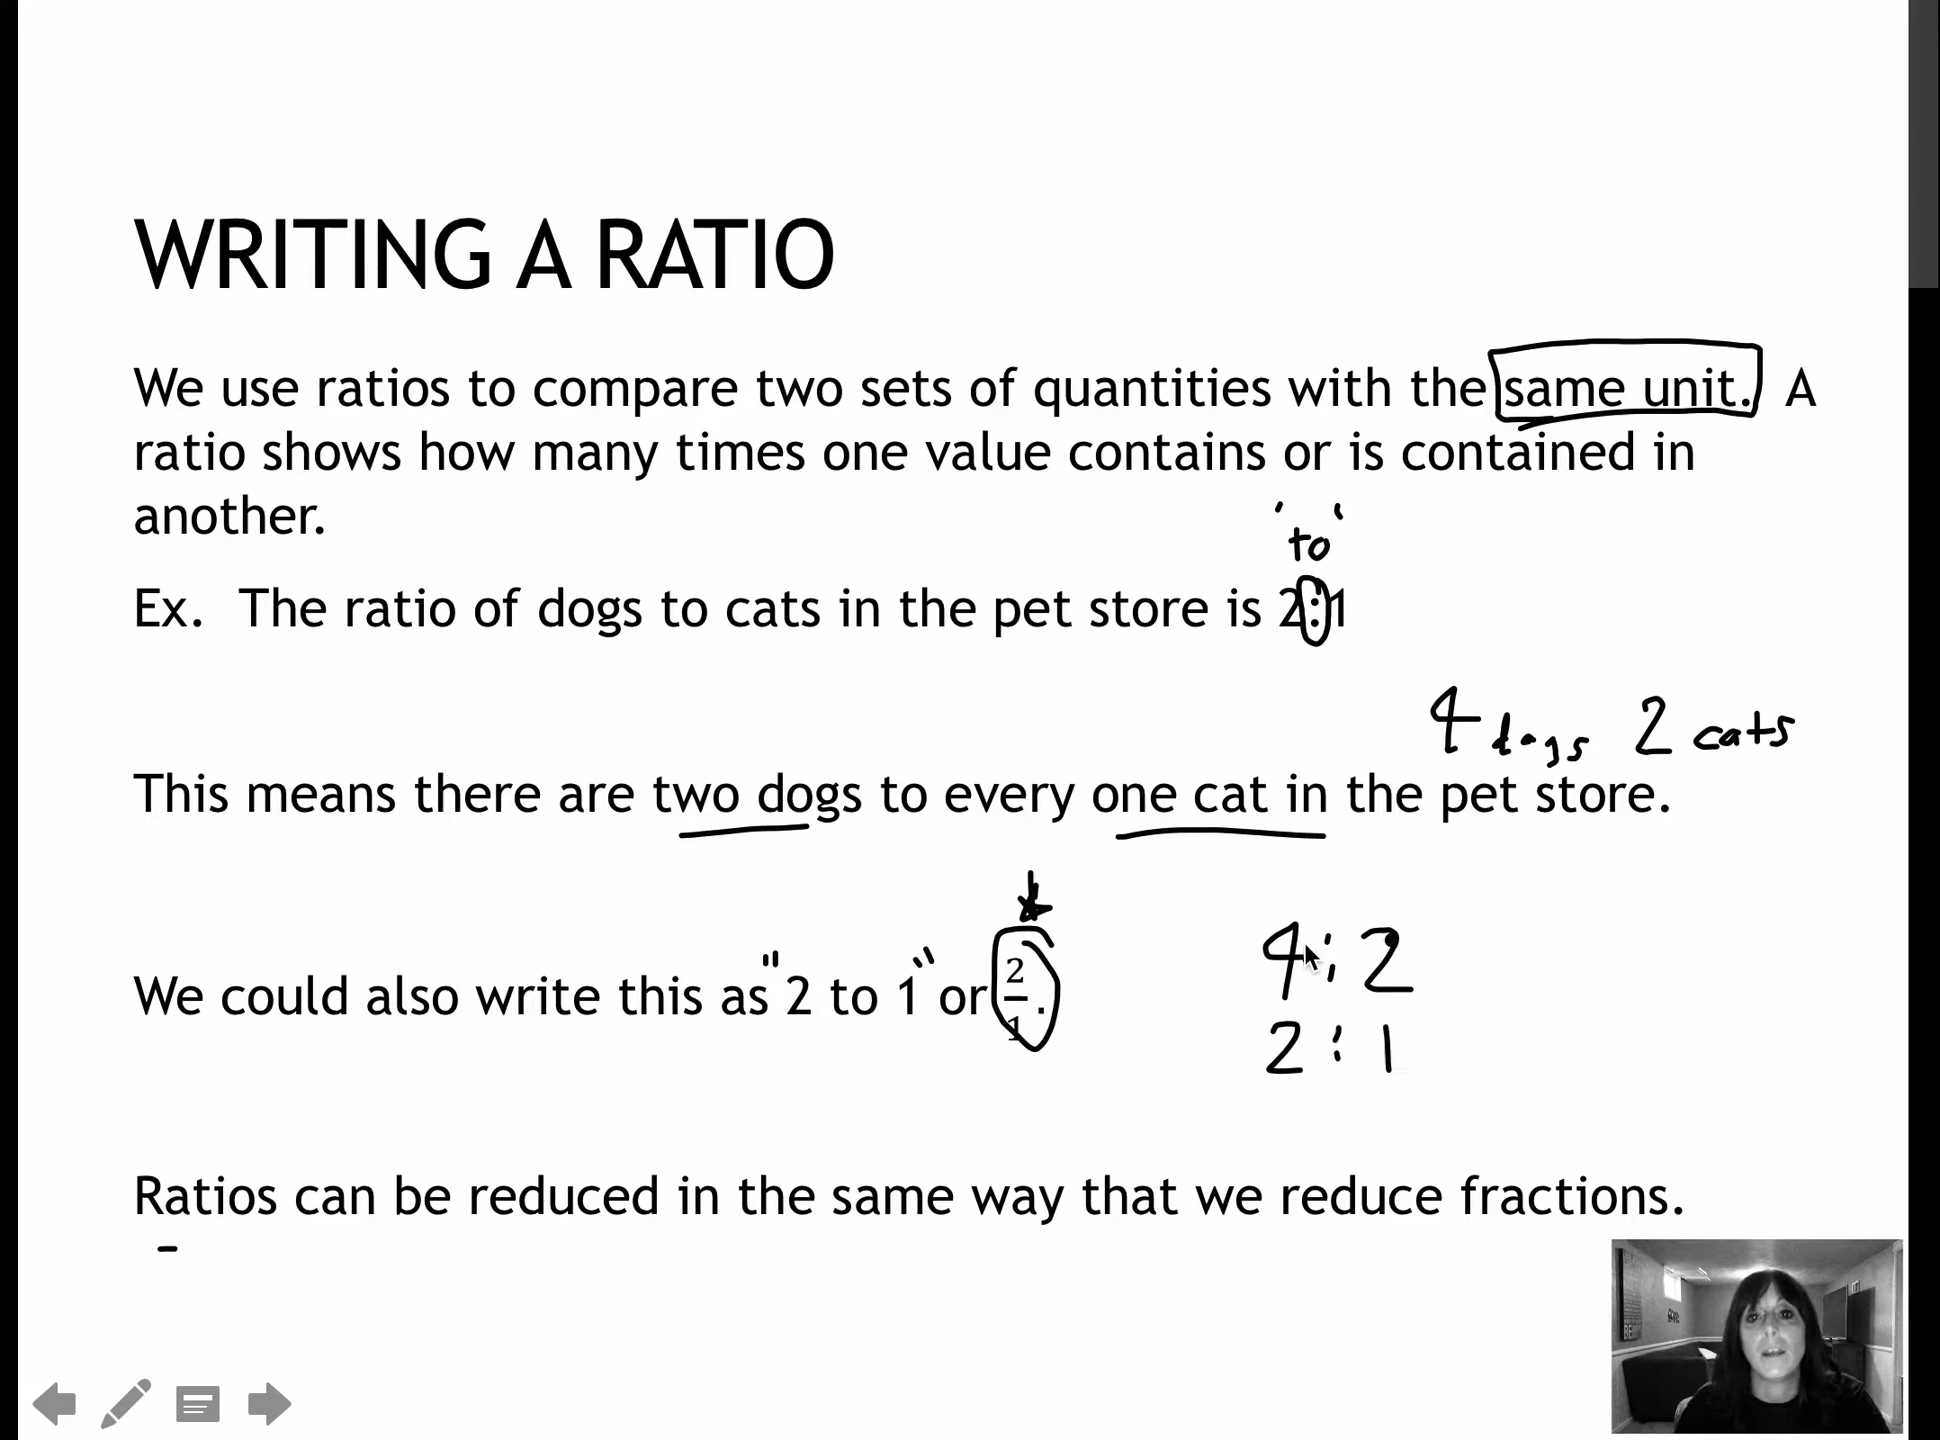 WRITING A RATIO
We use ratios to compare two sets of quantities with the same unit. A
ratio shows how many times one value contains or is contained in
another.
'to'
Ex. The ratio of dogs to cats in the pet store is 2:1
4 dogs 2 cats
This means there are two dogs to every one cat in the pet store.
4:2
We could also write this as "2 to 1" or 2/1.
2:1
Ratios can be reduced in the same way that we reduce fractions.